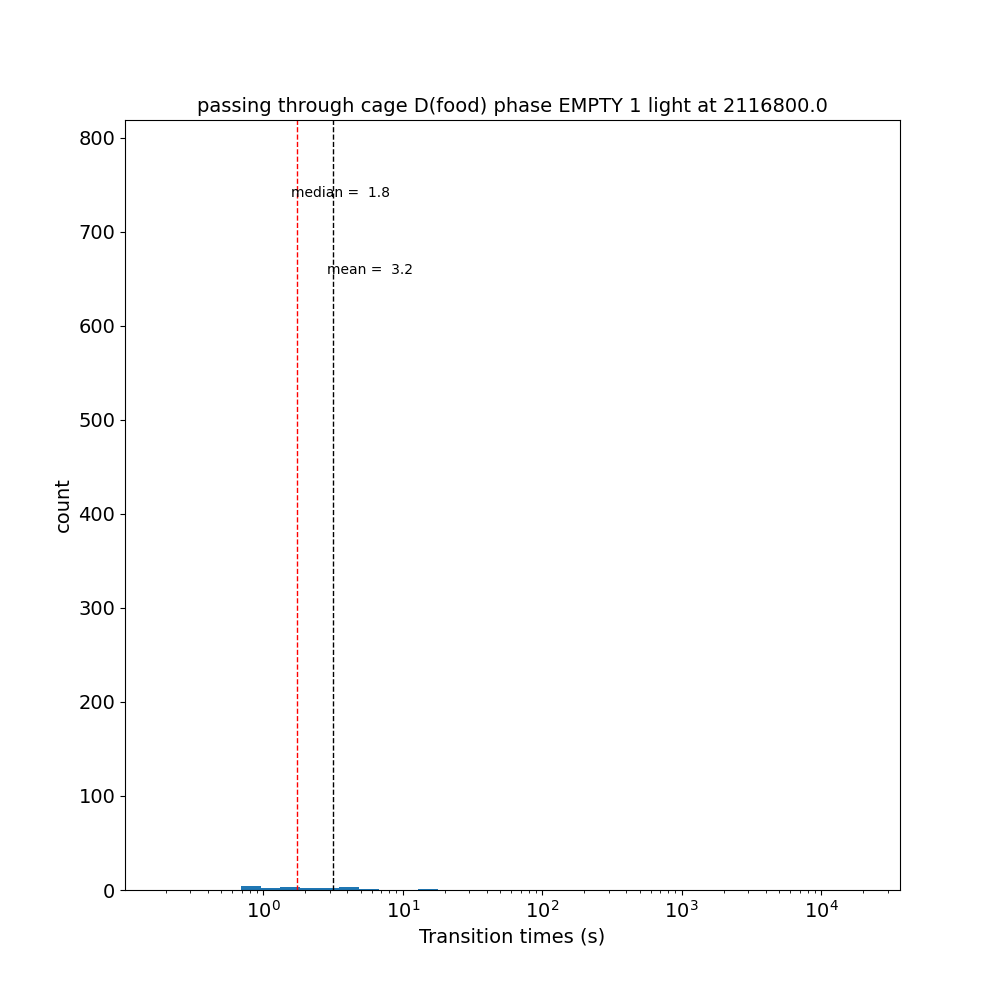 passing through cage D(food) phase EMPTY 1 light at 2116800.0
800
median =  1.8
700
mean =  3.2
600
500
count
400
300
200
100
0
10^0 10^1 10^2 10^3 10^4
Transition times (s)